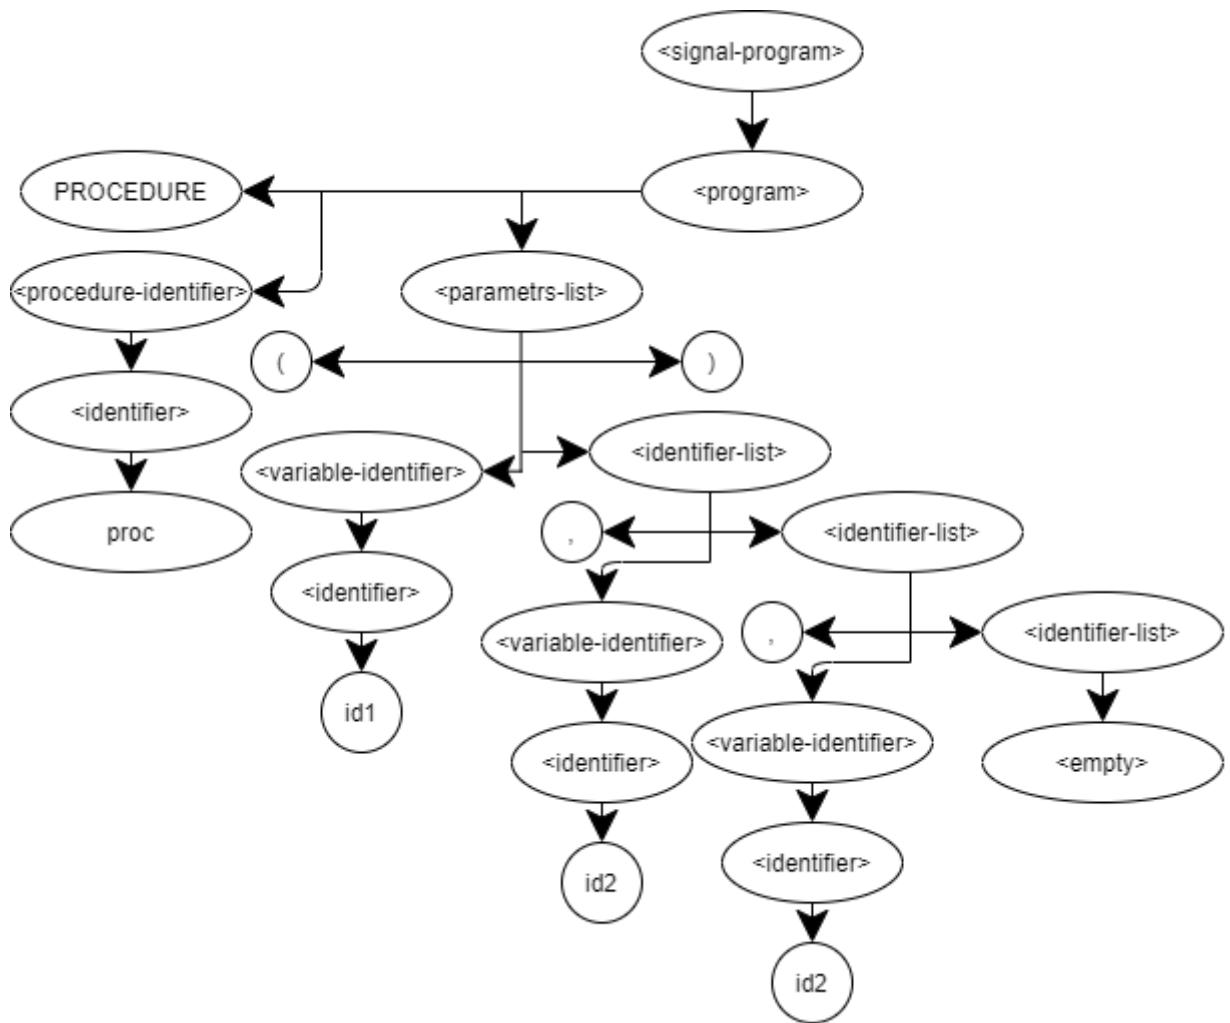 <signal-program>
PROCEDURE
<program>
<procedure-identifier>
<parametrs-list>
(
)
<identifier>
<variable-identifier>
<identifier-list>
proc
,
<identifier-list>
<identifier>
<variable-identifier>
,
<identifier-list>
id1
<identifier>
<variable-identifier>
<empty>
id2
<identifier>
id2